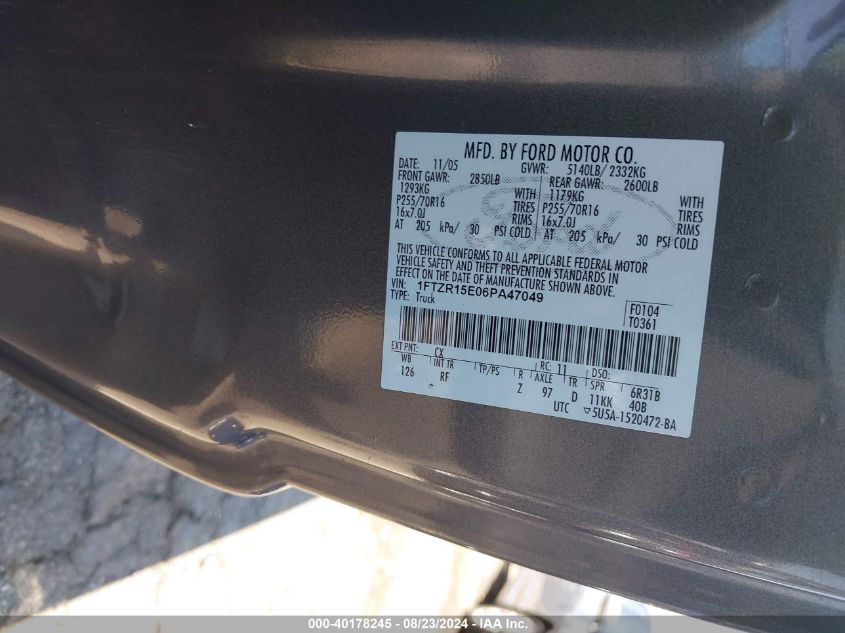 MFD. BY FORD MOTOR CO.
DATE: 11/05 GVWR: 5140LB/ 2332KG
FRONT GAWR: 2850LB REAR GAWR: 2600LB
1293KG WITH 1179KG WITH
P255/70R16 TIRES P255/70R16 TIRES
16x7.0J RIMS 16x7.0J RIMS
AT 205 kPa/ 30 PSI COLD AT 205 kPa/ 30 PSI COLD
THIS VEHICLE CONFORMS TO ALL APPLICABLE FEDERAL MOTOR
VEHICLE SAFETY AND THEFT PREVENTION STANDARDS IN
EFFECT ON THE DATE OF MANUFACTURE SHOWN ABOVE.
VIN: 1FTZR15E06PA47049 F0104
TYPE: Truck T0361
EXT PNT: CX RC: 11 DSO:
WB INT TR TP/PS R AXLE TR SPR 6R31B
126 RF Z 97 D 11KK 40B
UTC 5U5A-1520472-BA
000-40178245 - 08/23/2024 - IAA Inc.